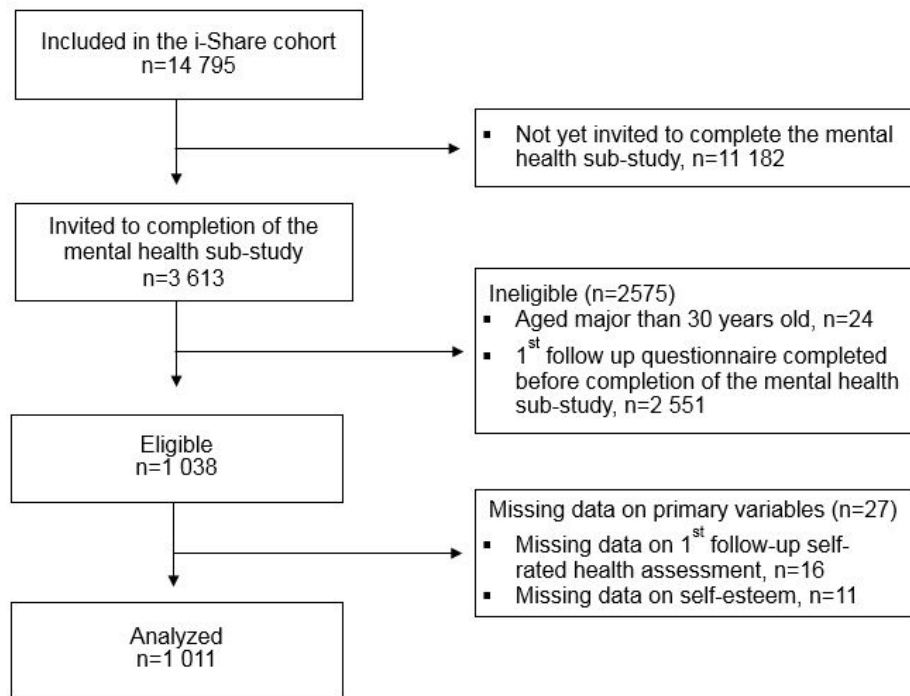 Included in the i-Share cohort
n=14 795
▪ Not yet invited to complete the mental
health sub-study, n=11 182
Invited to completion of the
mental health sub-study
n=3 613
Ineligible (n=2575)
▪ Aged major than 30 years old, n=24
▪ 1st follow up questionnaire completed
before completion of the mental health
sub-study, n=2 551
Eligible
n=1 038
Missing data on primary variables (n=27)
▪ Missing data on 1st follow-up self-
rated health assessment, n=16
▪ Missing data on self-esteem, n=11
Analyzed
n=1 011